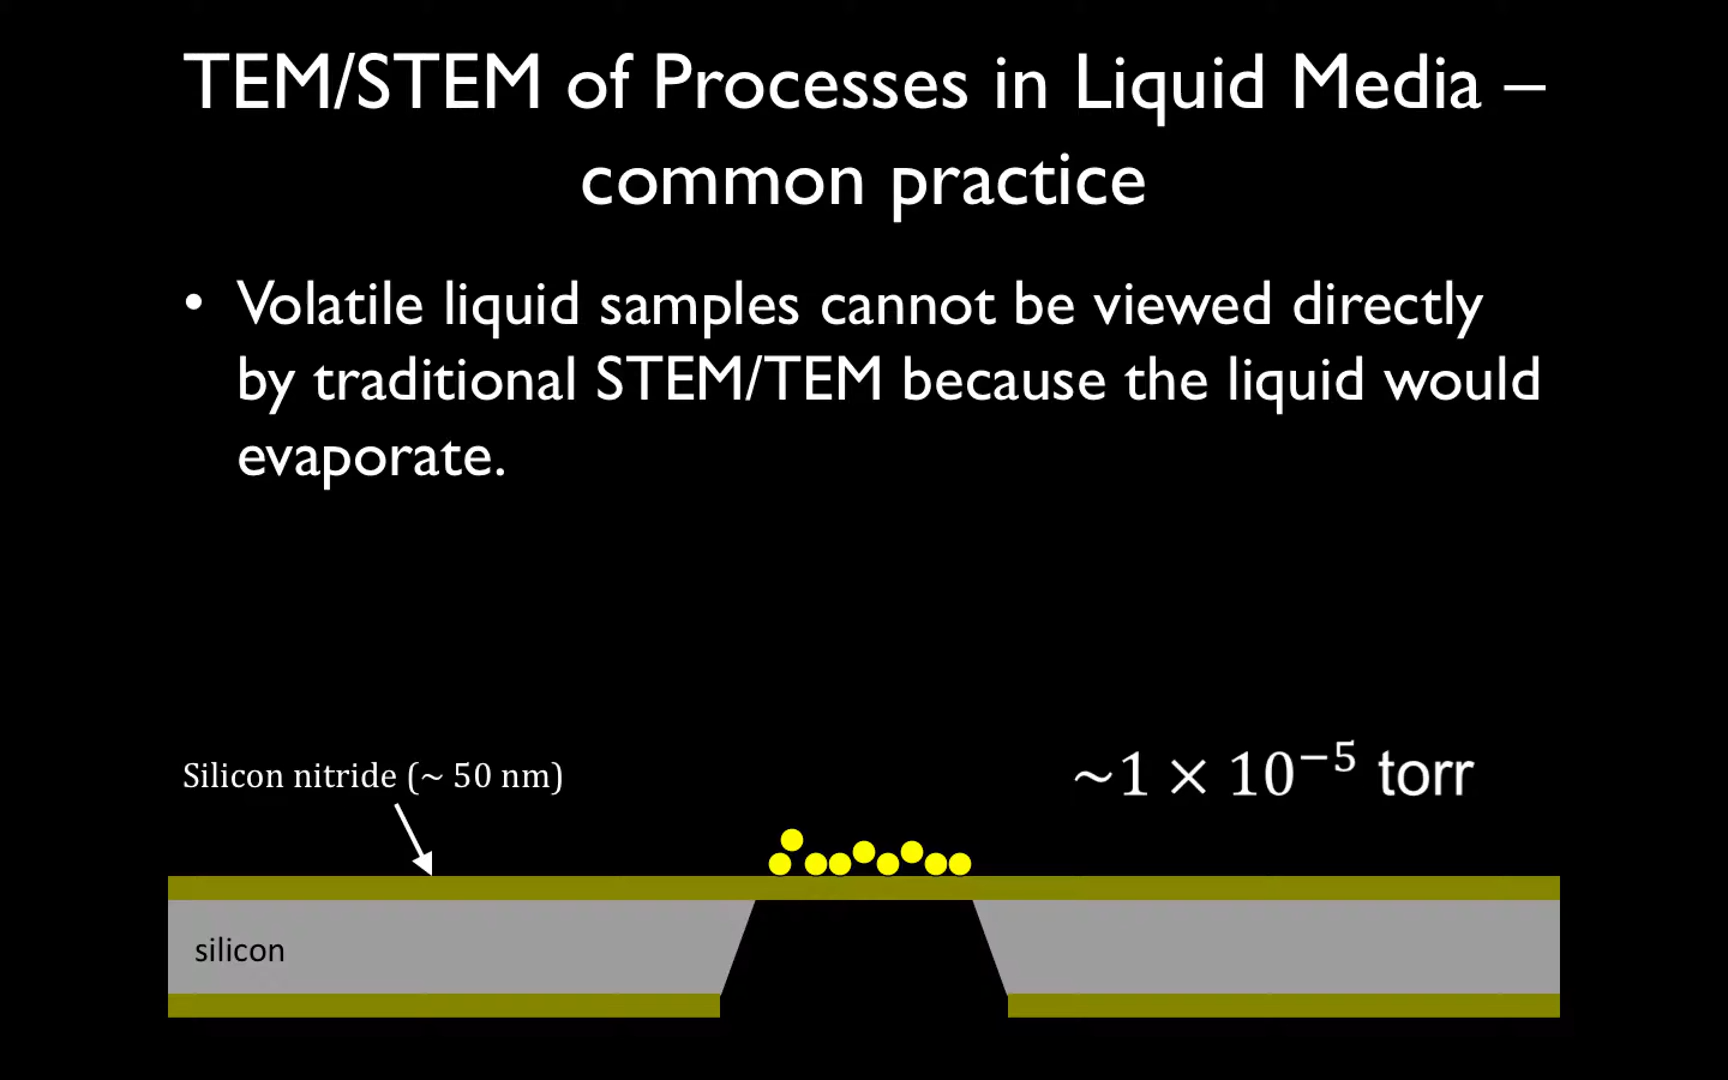 TEM/STEM of Processes in Liquid Media –
common practice
• Volatile liquid samples cannot be viewed directly
by traditional STEM/TEM because the liquid would
evaporate.
Silicon nitride (~ 50 nm)
~1 × 10⁻⁵ torr
silicon